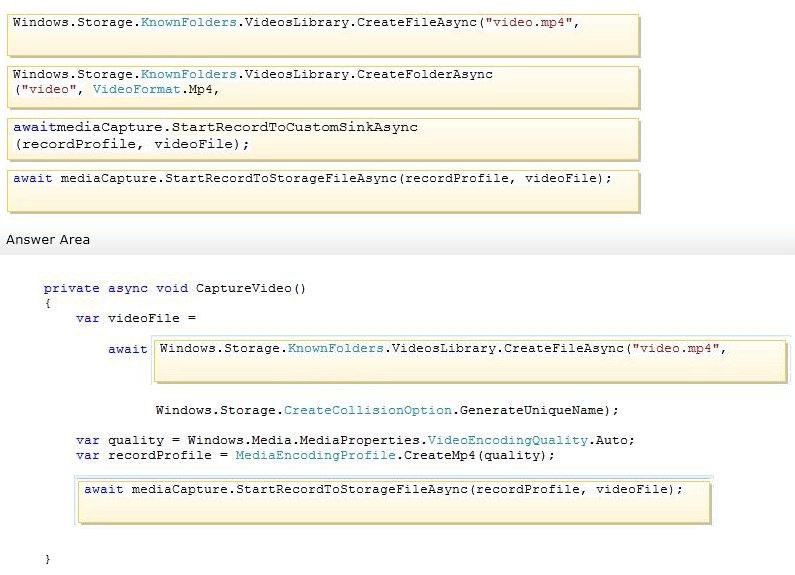 Windows.Storage.KnownFolders.VideosLibrary.CreateFileAsync("video.mp4",
Windows.Storage.KnownFolders.VideosLibrary.CreateFolderAsync
("video", VideoFormat.Mp4,
awaitmediaCapture.StartRecordToCustomSinkAsync
(recordProfile, videoFile);
await mediaCapture.StartRecordToStorageFileAsync(recordProfile, videoFile);
Answer Area
private async void CaptureVideo()
{
var videoFile =
await Windows.Storage.KnownFolders.VideosLibrary.CreateFileAsync("video.mp4",
Windows.Storage.CreateCollisionOption.GenerateUniqueName);
var quality = Windows.Media.MediaProperties.VideoEncodingQuality.Auto;
var recordProfile = MediaEncodingProfile.CreateMp4(quality);
await mediaCapture.StartRecordToStorageFileAsync(recordProfile, videoFile);
}